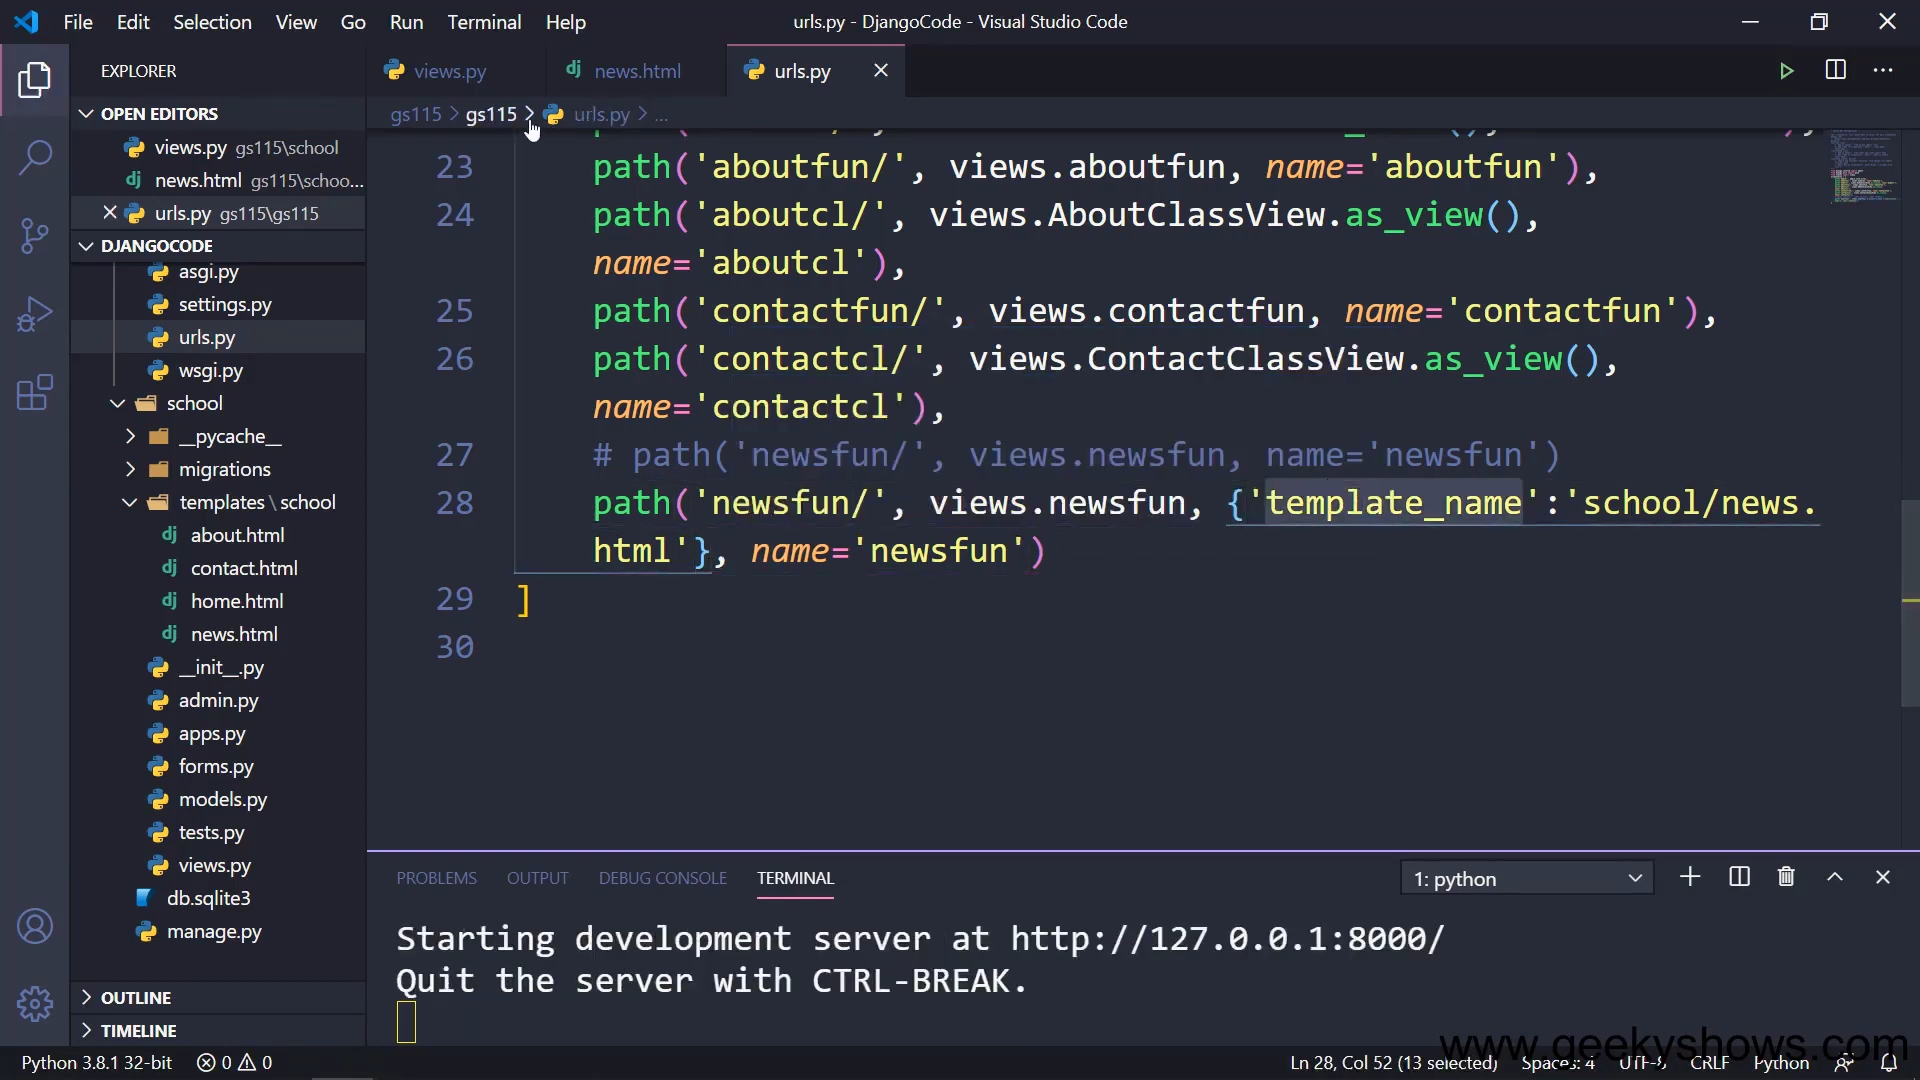 File Edit Selection View Go Run Terminal Help
urls.py - DjangoCode - Visual Studio Code
EXPLORER
OPEN EDITORS
views.py gs115\school
news.html gs115\schoo...
urls.py gs115\gs115
DJANGOCODE
asgi.py
settings.py
urls.py
wsgi.py
school
__pycache__
migrations
templates \ school
about.html
contact.html
home.html
news.html
__init__.py
admin.py
apps.py
forms.py
models.py
tests.py
views.py
db.sqlite3
manage.py
OUTLINE
TIMELINE
views.py
news.html
urls.py
gs115 > gs115 > urls.py > ...
23 path('aboutfun/', views.aboutfun, name='aboutfun'),
24 path('aboutcl/', views.AboutClassView.as_view(),
name='aboutcl'),
25 path('contactfun/', views.contactfun, name='contactfun'),
26 path('contactcl/', views.ContactClassView.as_view(),
name='contactcl'),
27 # path('newsfun/', views.newsfun, name='newsfun')
28 path('newsfun/', views.newsfun, {'template_name':'school/news.
html'}, name='newsfun')
29 ]
30
PROBLEMS OUTPUT DEBUG CONSOLE TERMINAL
1: python
Starting development server at http://127.0.0.1:8000/
Quit the server with CTRL-BREAK.
www.geekyshows.com
Python 3.8.1 32-bit 0 0
Ln 28, Col 52 (13 selected) Spaces: 4 UTF-8 CRLF Python